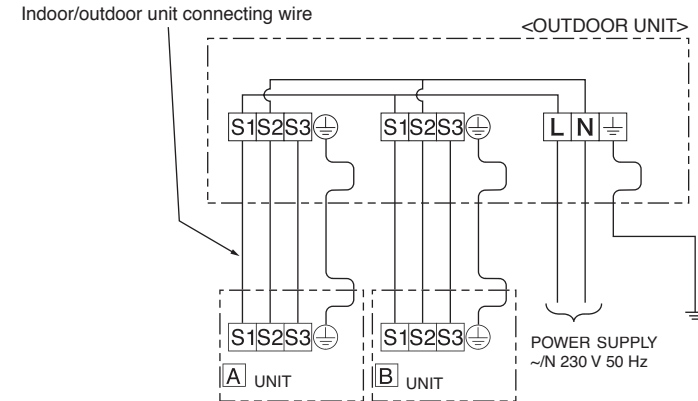 Indoor/outdoor unit connecting wire
<OUTDOOR UNIT>
S1 S2 S3
S1 S2 S3
L N
S1 S2 S3
S1 S2 S3
A UNIT
B UNIT
POWER SUPPLY
~/N 230 V 50 Hz